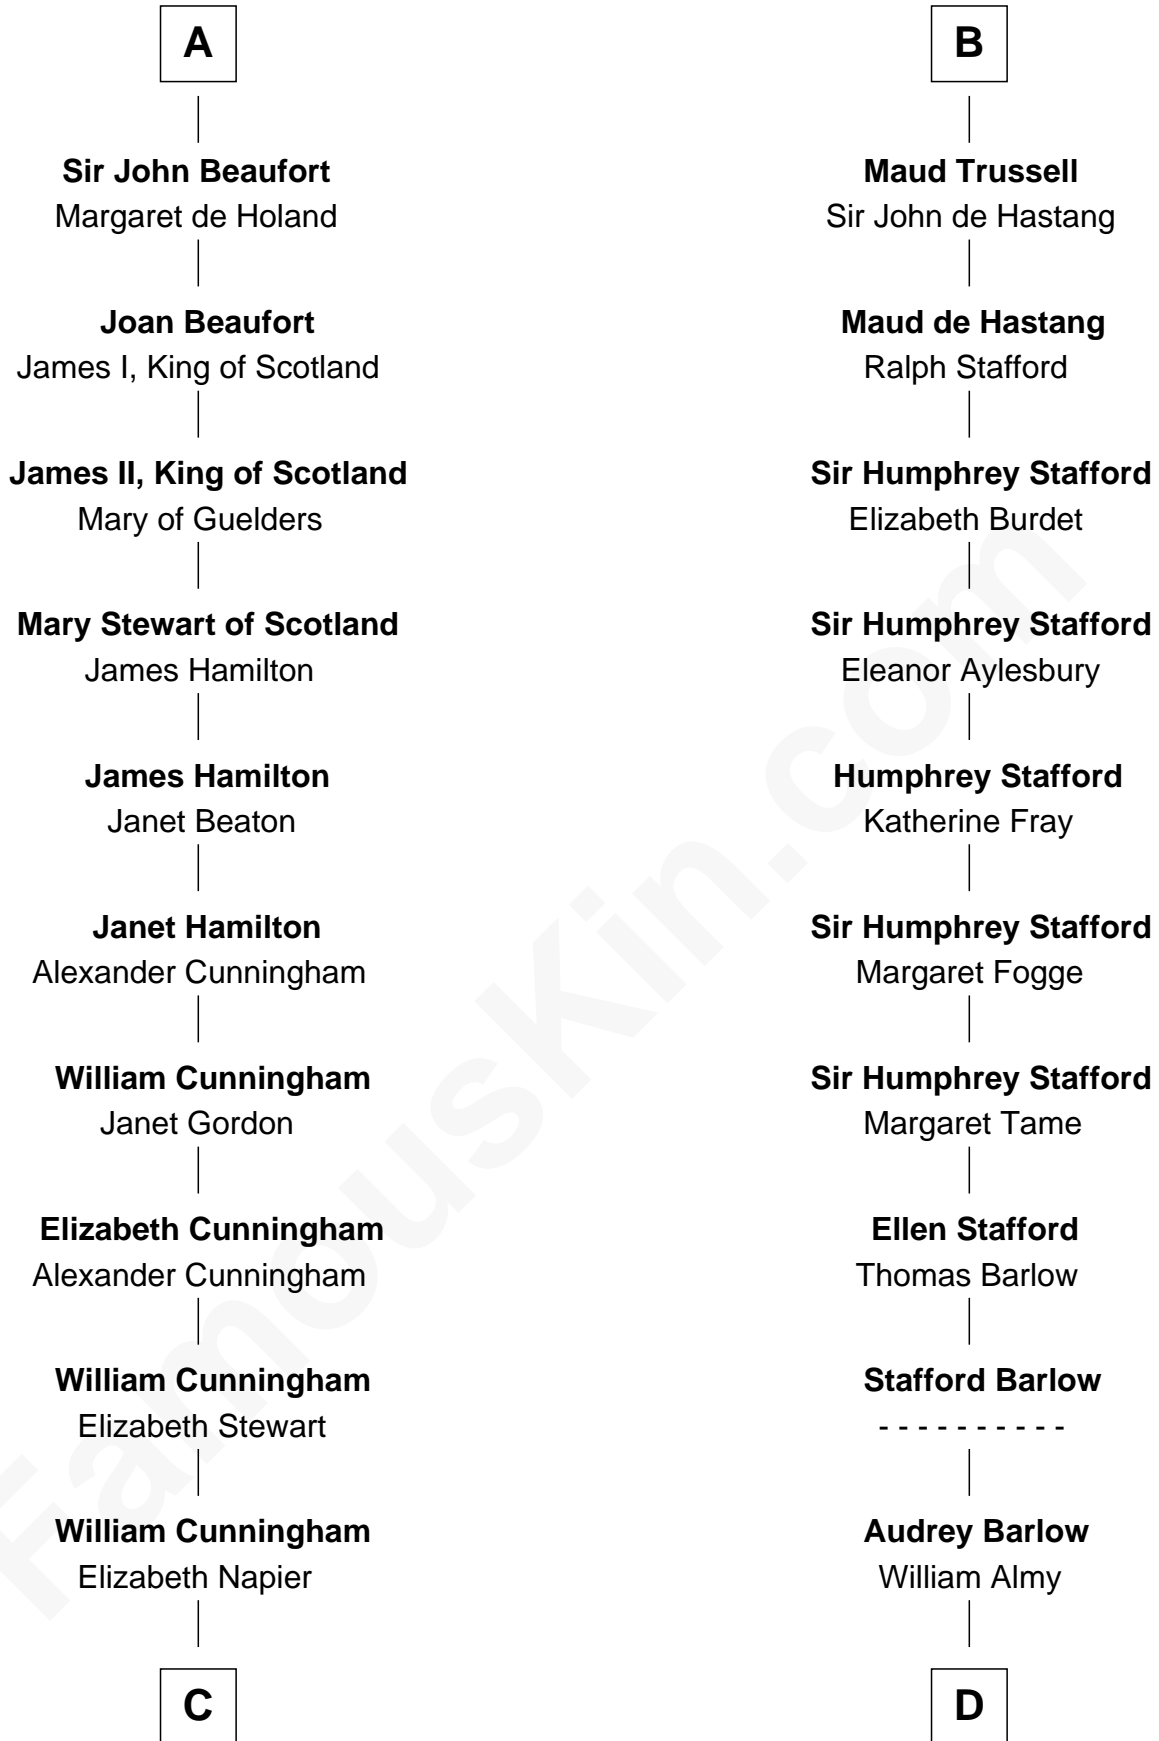 A
Sir John Beaufort
Margaret de Holand
Joan Beaufort
James I, King of Scotland
James II, King of Scotland
Mary of Guelders
Mary Stewart of Scotland
James Hamilton
James Hamilton
Janet Beaton
Janet Hamilton
Alexander Cunningham
William Cunningham
Janet Gordon
Elizabeth Cunningham
Alexander Cunningham
William Cunningham
Elizabeth Stewart
William Cunningham
Elizabeth Napier
C
B
Maud Trussell
Sir John de Hastang
Maud de Hastang
Ralph Stafford
Sir Humphrey Stafford
Elizabeth Burdet
Sir Humphrey Stafford
Eleanor Aylesbury
Humphrey Stafford
Katherine Fray
Sir Humphrey Stafford
Margaret Fogge
Sir Humphrey Stafford
Margaret Tame
Ellen Stafford
Thomas Barlow
Stafford Barlow
- - - - - - - - - -
Audrey Barlow
William Almy
D
FamousKin.com